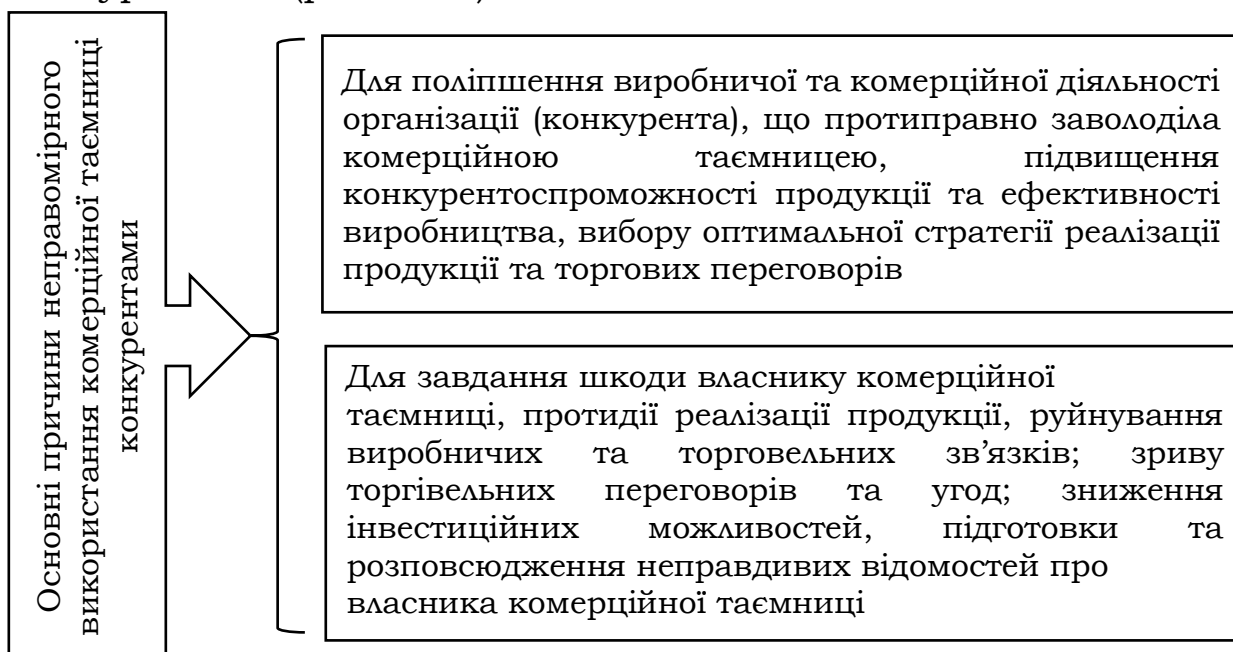 Основні причини неправомірного
використання комерційної таємниці
конкурентами
Для поліпшення виробничої та комерційної діяльності
організації (конкурента), що протиправно заволоділа
комерційною таємницею, підвищення
конкурентоспроможності продукції та ефективності
виробництва, вибору оптимальної стратегії реалізації
продукції та торгових переговорів
Для завдання шкоди власнику комерційної
таємниці, протидії реалізації продукції, руйнування
виробничих та торговельних зв’язків; зриву
торгівельних переговорів та угод; зниження
інвестиційних можливостей, підготовки та
розповсюдження неправдивих відомостей про
власника комерційної таємниці